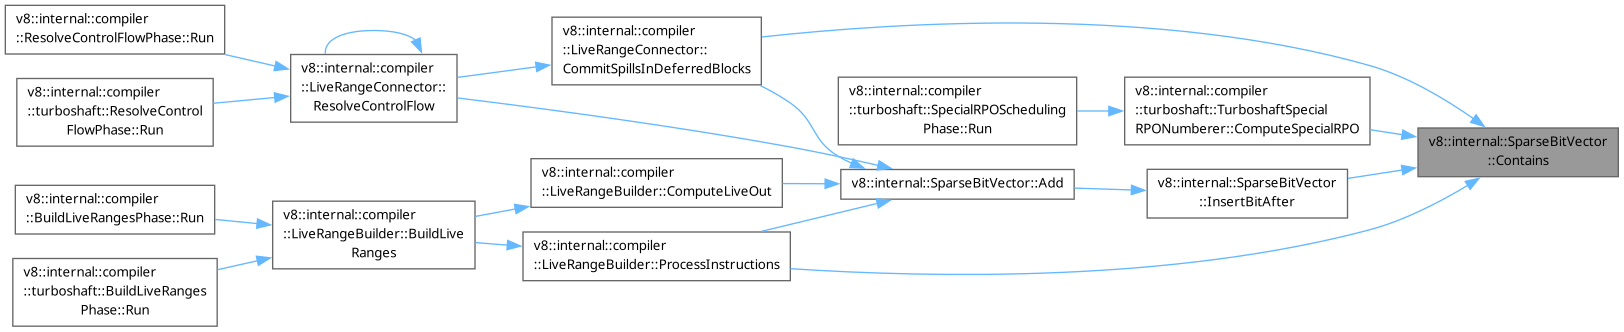 v8::internal::compiler
::ResolveControlFlowPhase::Run
v8::internal::compiler
::turboshaft::ResolveControl
FlowPhase::Run
v8::internal::compiler
::BuildLiveRangesPhase::Run
v8::internal::compiler
::turboshaft::BuildLiveRanges
Phase::Run
v8::internal::compiler
::LiveRangeConnector::
ResolveControlFlow
v8::internal::compiler
::LiveRangeBuilder::BuildLive
Ranges
v8::internal::compiler
::LiveRangeConnector::
CommitSpillsInDeferredBlocks
v8::internal::compiler
::LiveRangeBuilder::ComputeLiveOut
v8::internal::compiler
::LiveRangeBuilder::ProcessInstructions
v8::internal::compiler
::turboshaft::SpecialRPOScheduling
Phase::Run
v8::internal::SparseBitVector::Add
v8::internal::compiler
::turboshaft::TurboshaftSpecial
RPONumberer::ComputeSpecialRPO
v8::internal::SparseBitVector
::InsertBitAfter
v8::internal::SparseBitVector
::Contains